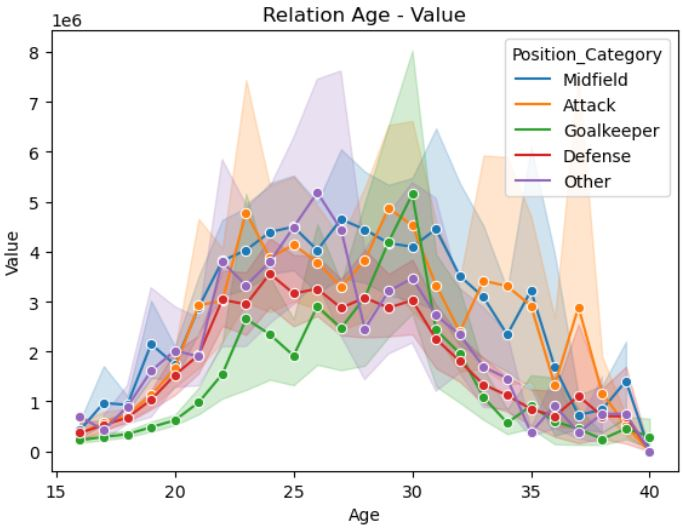 Relation Age - Value
1e6
Position_Category
Midfield
Attack
Goalkeeper
Defense
Other
8
7
6
5
4
3
2
1
0
Value
15
20
25
30
35
40
Age